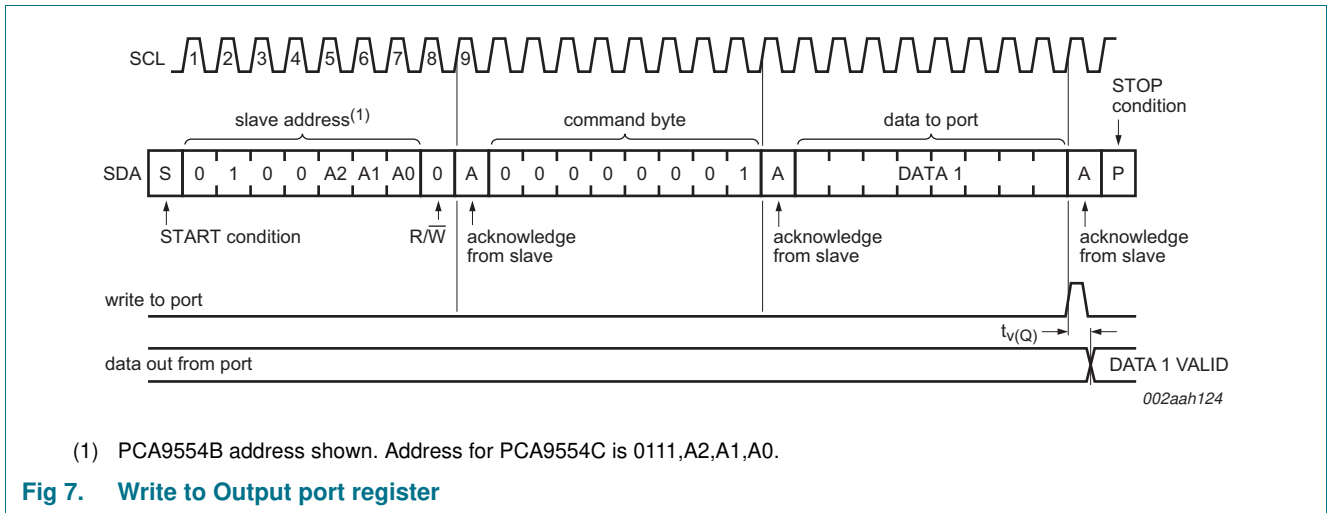 SCL 1 2 3 4 5 6 7 8 9
STOP
condition
slave address(1) command byte data to port
SDA S 0 1 0 0 A2 A1 A0 0 A 0 0 0 0 0 0 0 1 A DATA 1 A P
START condition R/W̅ acknowledge from slave acknowledge from slave acknowledge from slave
write to port
tv(Q)
data out from port DATA 1 VALID
002aah124
(1) PCA9554B address shown. Address for PCA9554C is 0111,A2,A1,A0.
Fig 7. Write to Output port register